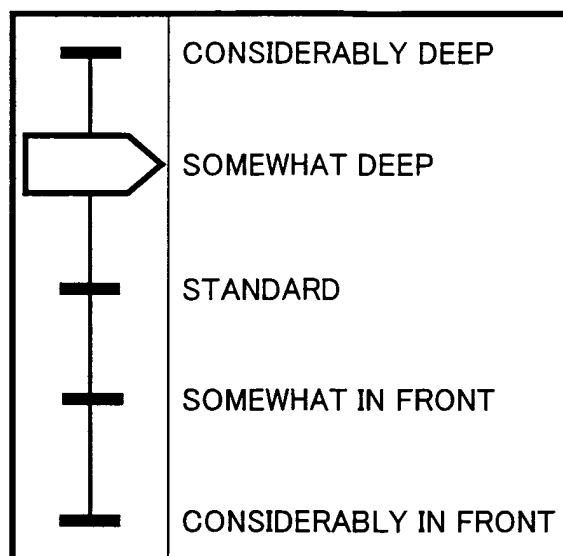 CONSIDERABLY DEEP
SOMEWHAT DEEP
STANDARD
SOMEWHAT IN FRONT
CONSIDERABLY IN FRONT